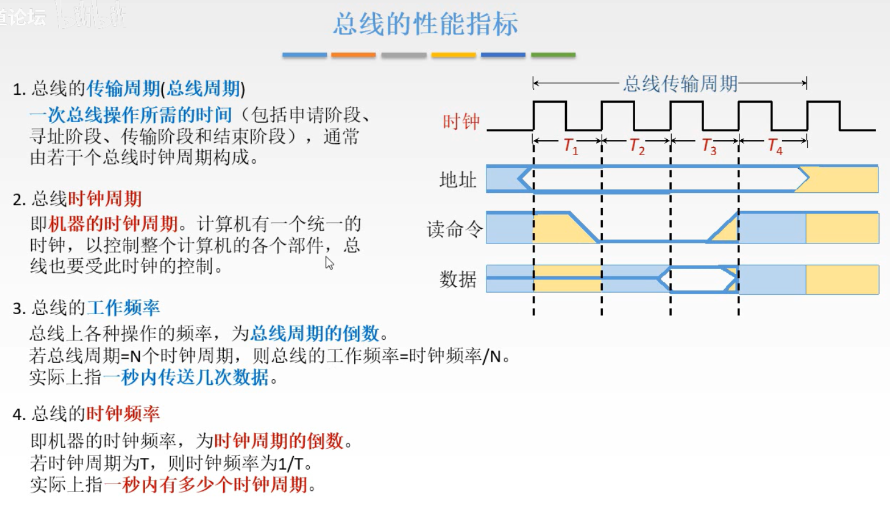 总线的性能指标
1. 总线的传输周期(总线周期)
一次总线操作所需的时间（包括申请阶段、
寻址阶段、传输阶段和结束阶段），通常
由若干个总线时钟周期构成。
2. 总线时钟周期
即机器的时钟周期。计算机有一个统一的
时钟，以控制整个计算机的各个部件，总
线也要受此时钟的控制。
3. 总线的工作频率
总线上各种操作的频率，为总线周期的倒数。
若总线周期=N个时钟周期，则总线的工作频率=时钟频率/N。
实际上指一秒内传送几次数据。
4. 总线的时钟频率
即机器的时钟频率，为时钟周期的倒数。
若时钟周期为T，则时钟频率为1/T。
实际上指一秒内有多少个时钟周期。
总线传输周期
时钟
T1 T2 T3 T4
地址
读命令
数据